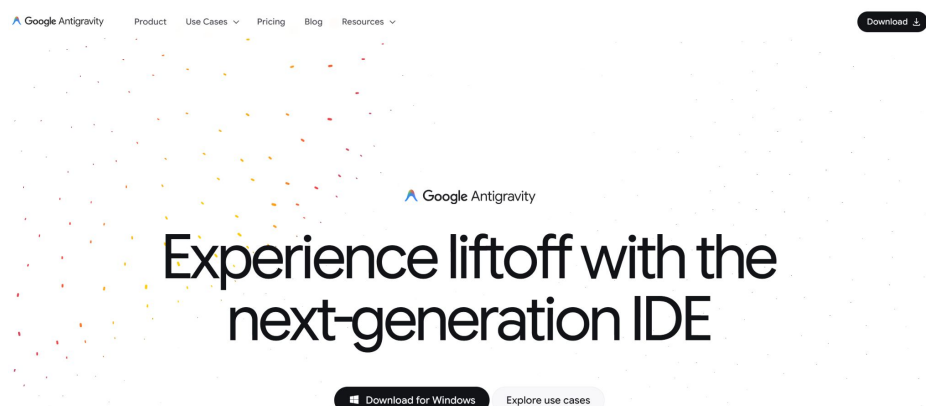 Google Antigravity Product Use Cases Pricing Blog Resources Download
Google Antigravity
Experience liftoff with the
next-generation IDE
Download for Windows Explore use cases